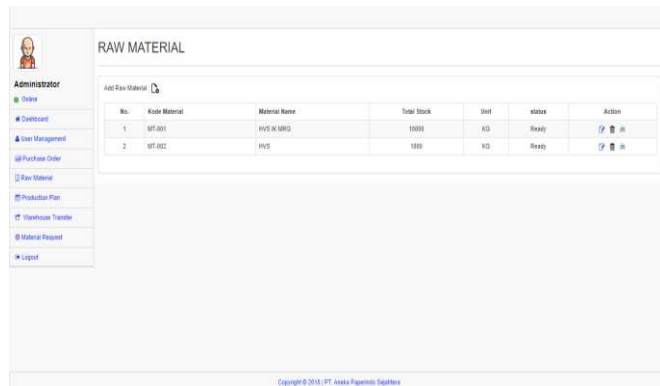 RAW MATERIAL
Administrator
Online
Dashboard
User Management
Purchase Order
Raw Material
Production Plan
Warehouse Transfer
Material Request
Logout
Add Raw Material
No. Kode Material Material Name Total Stock Unit status Action
1 MT-001 HVS IK MRG 10000 KG Ready
2 MT-002 HVS 1000 KG Ready
Copyright © 2018 | PT. Aneka Paperindo Sejahtera